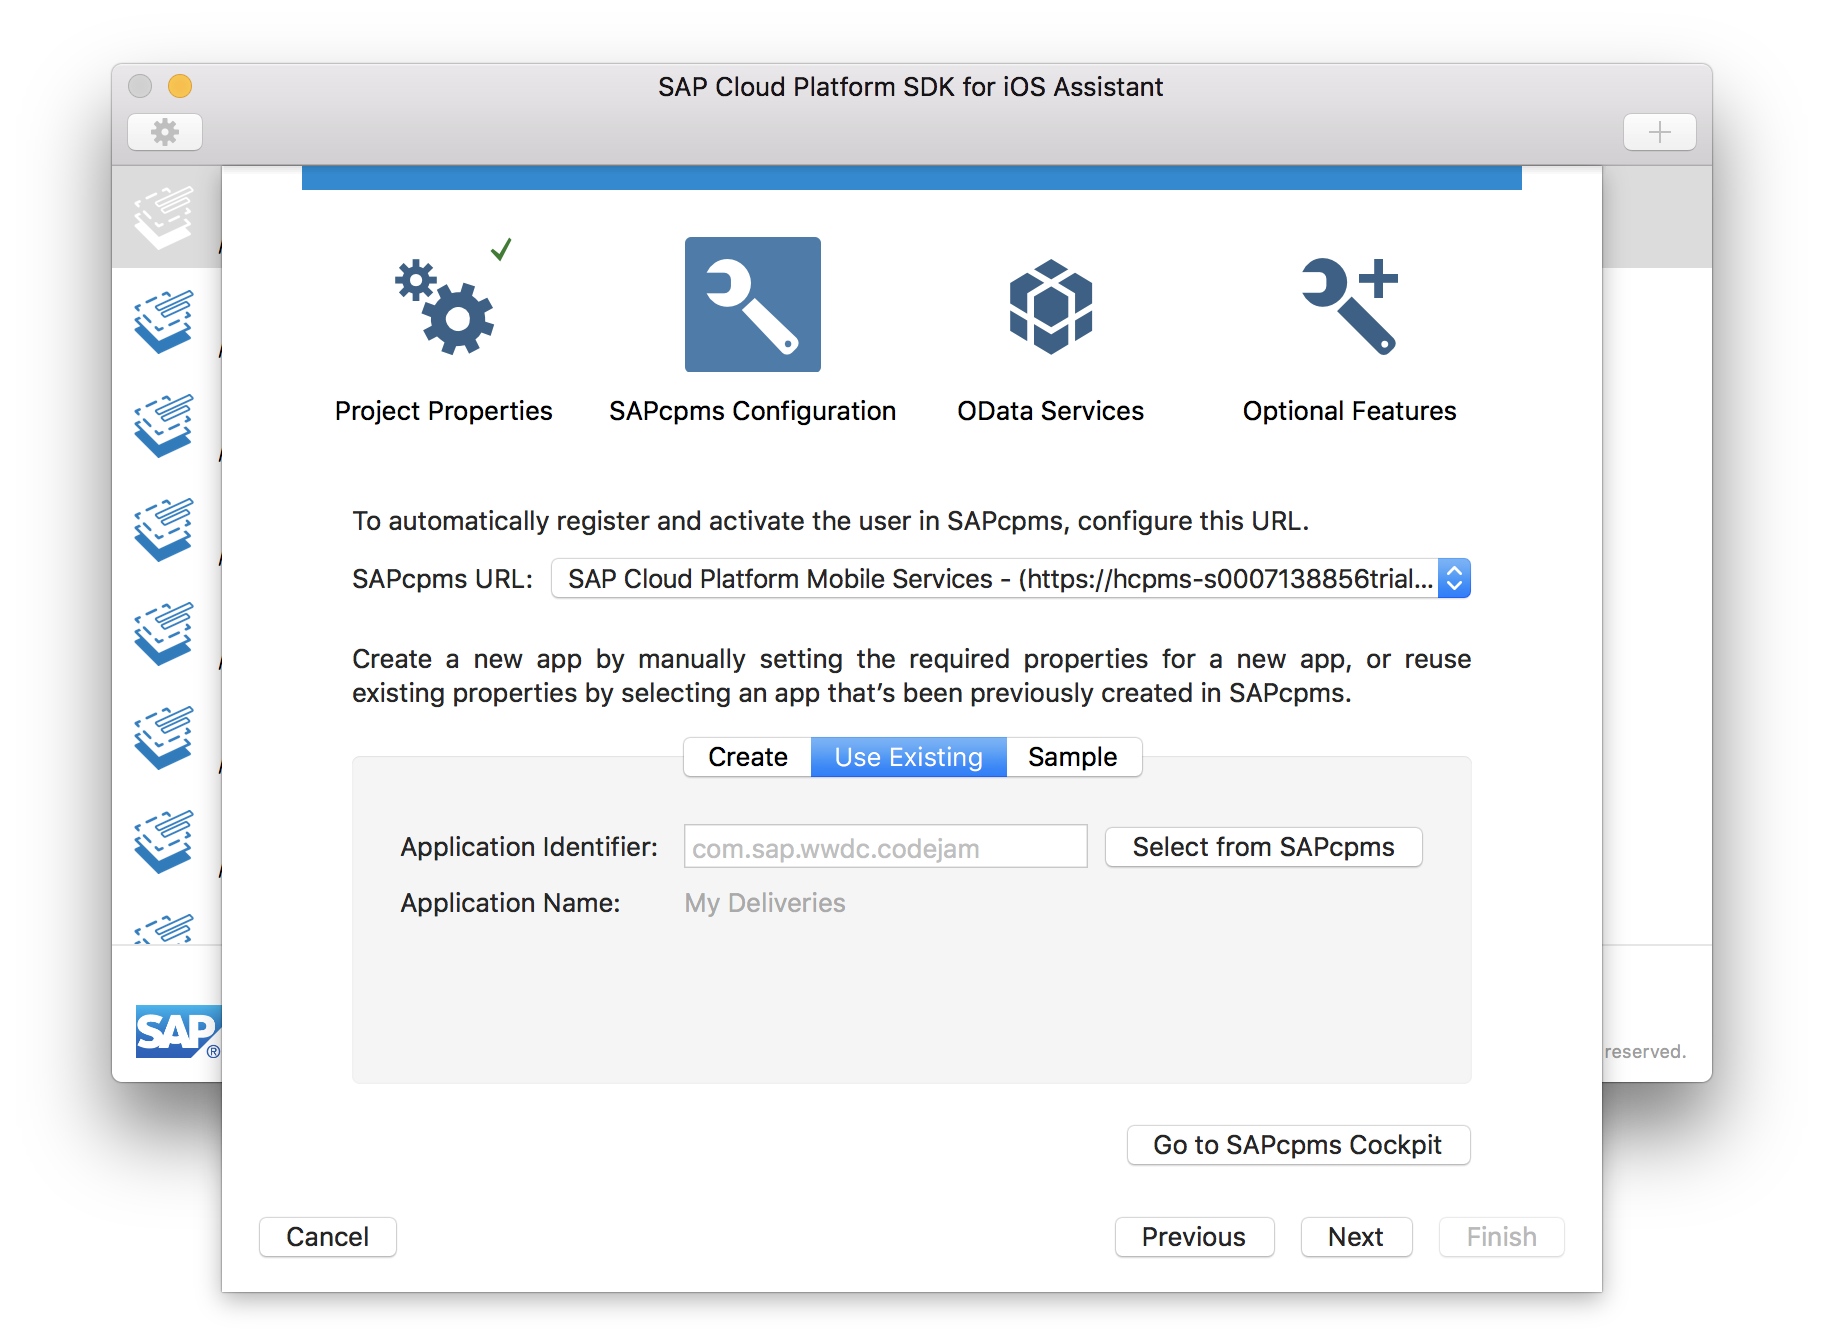 SAP Cloud Platform SDK for iOS Assistant
Project Properties
SAPcpms Configuration
OData Services
Optional Features
To automatically register and activate the user in SAPcpms, configure this URL.
SAPcpms URL: SAP Cloud Platform Mobile Services - (https://hcpms-s0007138856trial...
Create a new app by manually setting the required properties for a new app, or reuse
existing properties by selecting an app that's been previously created in SAPcpms.
Create Use Existing Sample
Application Identifier: com.sap.wwdc.codejam Select from SAPcpms
Application Name: My Deliveries
SAP®
reserved.
Go to SAPcpms Cockpit
Cancel Previous Next Finish